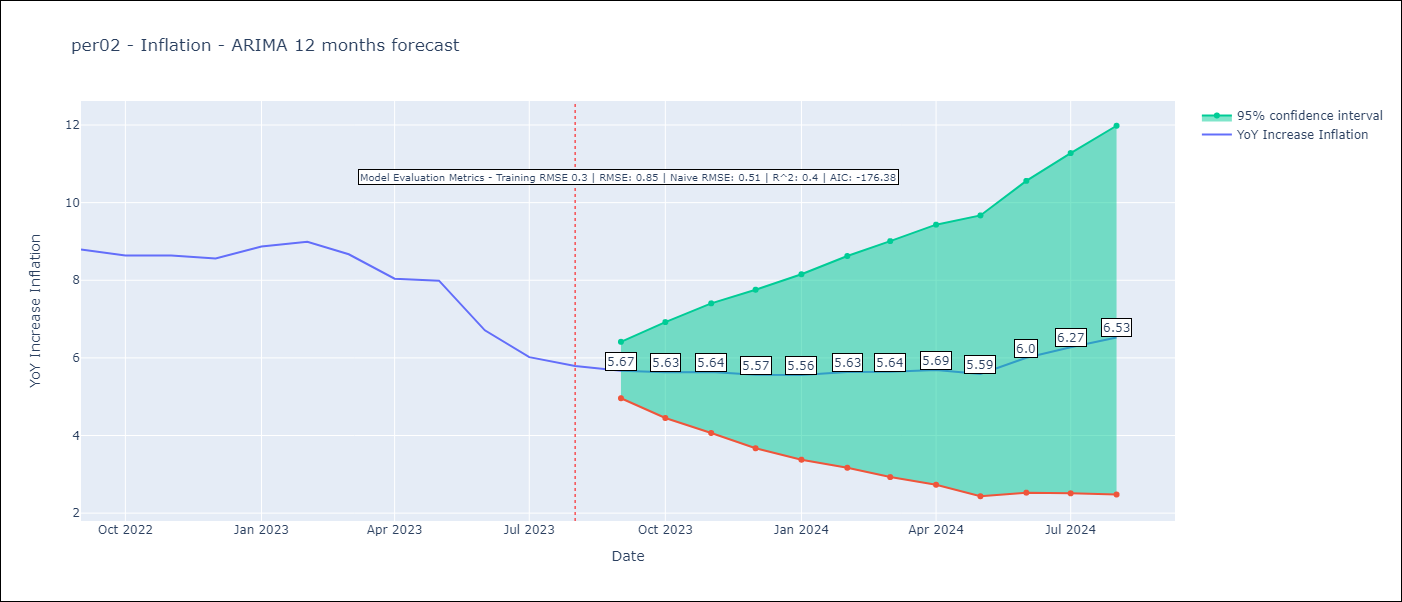 per02 - Inflation - ARIMA 12 months forecast
95% confidence interval
YoY Increase Inflation
Model Evaluation Metrics - Training RMSE 0.3 | RMSE: 0.85 | Naive RMSE: 0.51 | R^2: 0.4 | AIC: -176.38
YoY Increase Inflation
12
10
8
6
4
2
5.67
5.63
5.64
5.57
5.56
5.63
5.64
5.69
5.59
6.0
6.27
6.53
Oct 2022
Jan 2023
Apr 2023
Jul 2023
Oct 2023
Jan 2024
Apr 2024
Jul 2024
Date